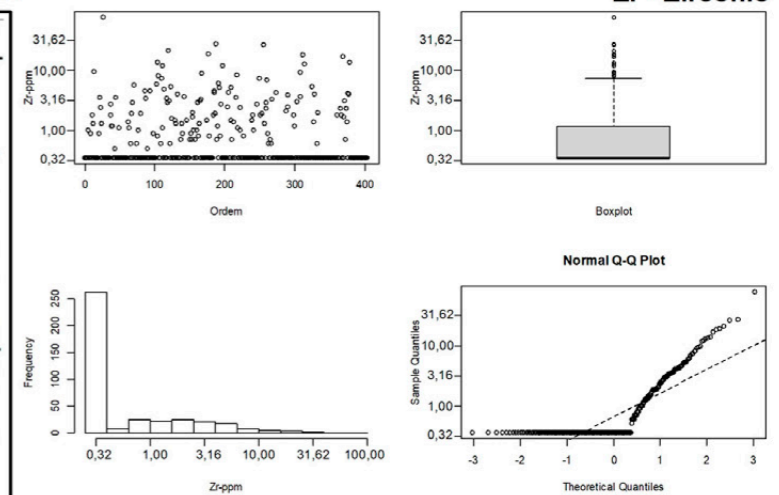 31,62
10,00
3,16
1,00
0,32
Zr-ppm
0 100 200 300 400
Ordem
31,62
10,00
3,16
1,00
0,32
Zr-ppm
Boxplot
250
200
150
100
50
0
Frequency
0,32 1,00 3,16 10,00 31,62 100,00
Zr-ppm
Normal Q-Q Plot
31,62
10,00
3,16
1,00
0,32
Sample Quantiles
-3 -2 -1 0 1 2 3
Theoretical Quantiles